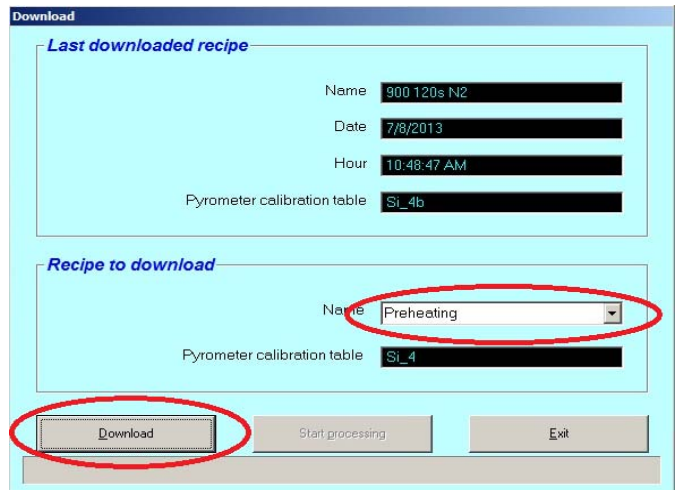 Download
Last downloaded recipe
Name 900 120s N2
Date 7/8/2013
Hour 10:48:47 AM
Pyrometer calibration table Si_4b
Recipe to download
Name Preheating
Pyrometer calibration table Si_4
Download Start processing Exit